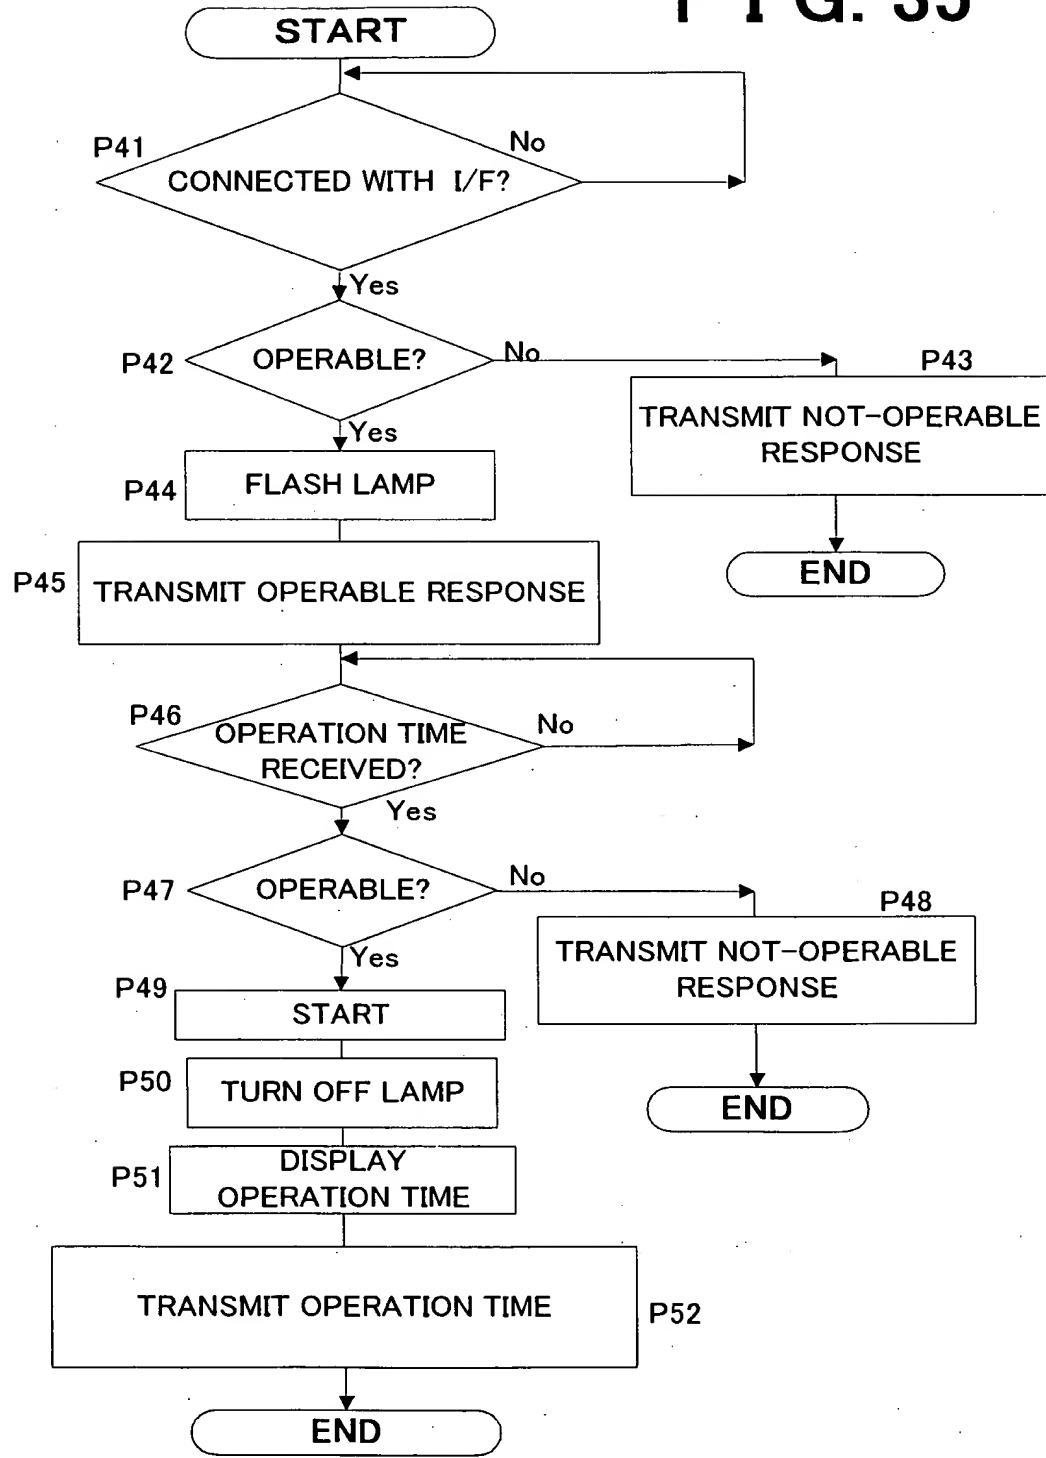 FIG. 35
START
P41
No
CONNECTED WITH I/F?
Yes
P42
OPERABLE?
No
P43
TRANSMIT NOT-OPERABLE
RESPONSE
Yes
P44
FLASH LAMP
END
P45
TRANSMIT OPERABLE RESPONSE
P46
OPERATION TIME
RECEIVED?
No
Yes
P47
OPERABLE?
No
P48
TRANSMIT NOT-OPERABLE
RESPONSE
Yes
P49
START
P50
TURN OFF LAMP
END
P51
DISPLAY
OPERATION TIME
TRANSMIT OPERATION TIME
P52
END